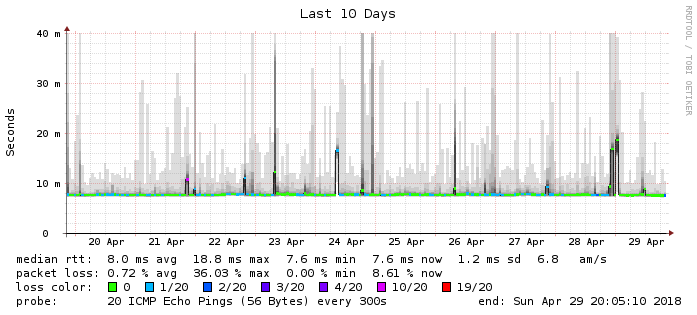 Last 10 Days
RRDTOOL / TOBI OETIKER
Seconds
40 m
30 m
20 m
10 m
0
20 Apr 21 Apr 22 Apr 23 Apr 24 Apr 25 Apr 26 Apr 27 Apr 28 Apr 29 Apr
median rtt: 8.0 ms avg 18.8 ms max 7.6 ms min 7.6 ms now 1.2 ms sd 6.8 am/s
packet loss: 0.72 % avg 36.03 % max 0.00 % min 8.61 % now
loss color: 0 1/20 2/20 3/20 4/20 10/20 19/20
probe: 20 ICMP Echo Pings (56 Bytes) every 300s end: Sun Apr 29 20:05:10 2018